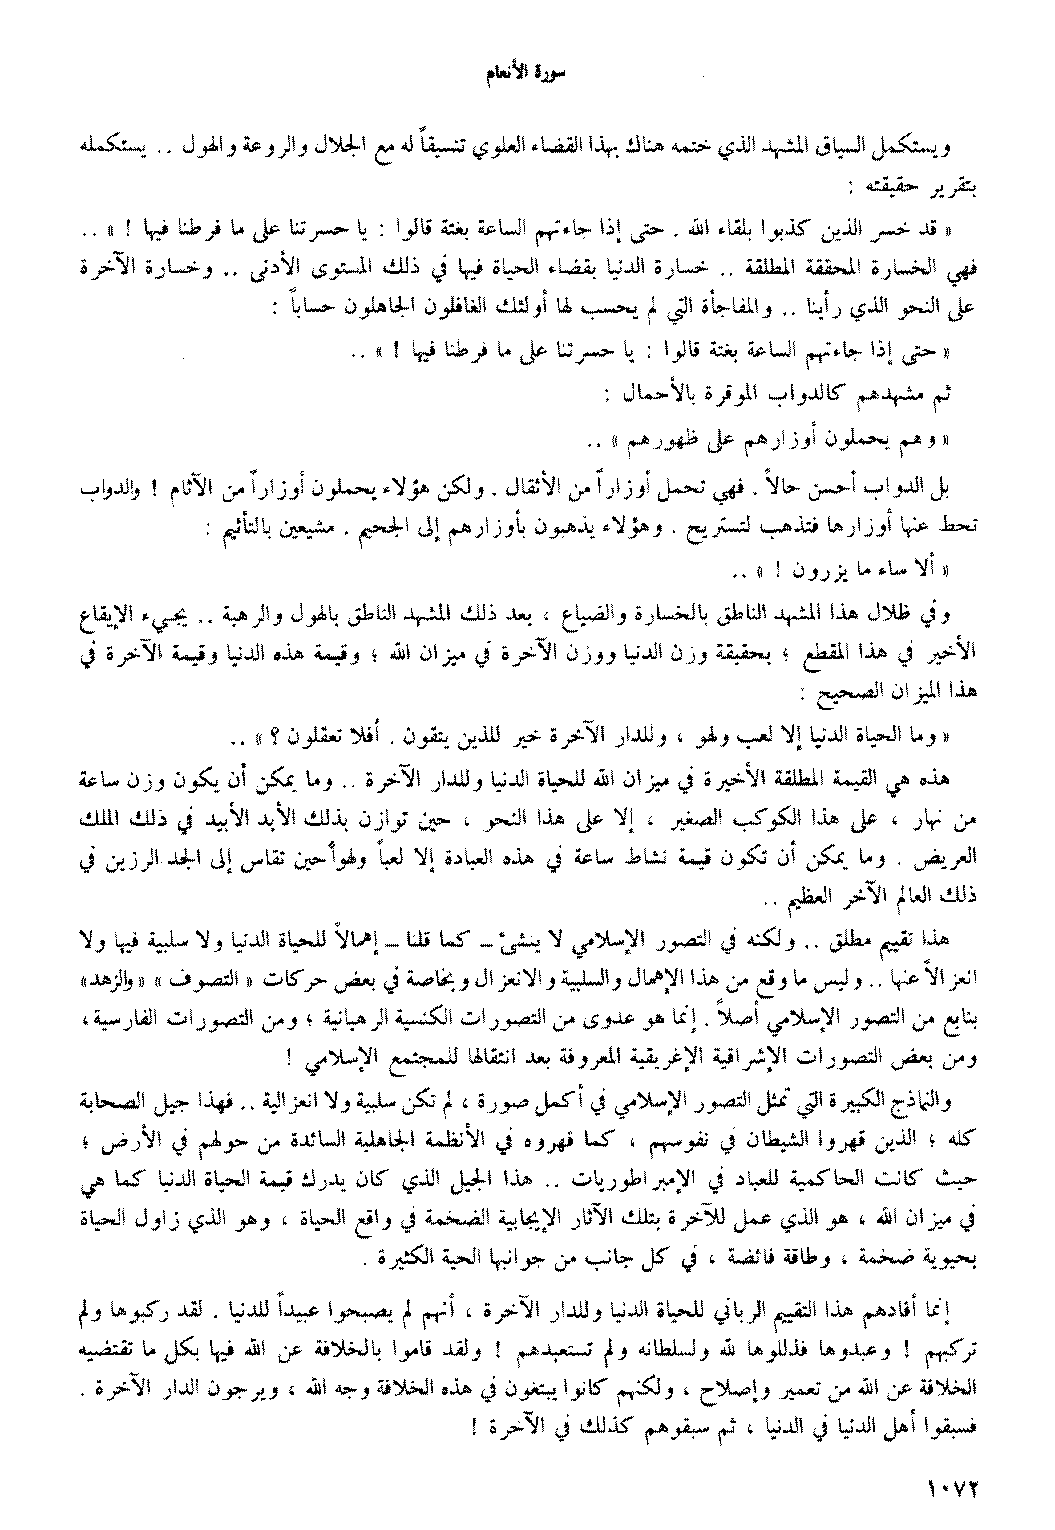 سورة الأنعام
ويستكمل السياق المشهد الذي ختمه هناك بهذا القضاء العلوي تنسيقاً له مع الجلال والروعة والهول .. يستكمله
بتقرير حقيقته :
« قد خسر الذين كذبوا بلقاء الله . حتى إذا جاءتهم الساعة بغتة قالوا : يا حسرتنا على ما فرطنا فيها ! » ..
فهي الخسارة المحققة المطلقة .. خسارة الدنيا بقضاء الحياة فيها في ذلك المستوى الأدنى .. وخسارة الآخرة
على النحو الذي رأينا .. والمفاجأة التي لم يحسب لها أولئك الغافلون الجاهلون حساباً :
« حتى إذا جاءتهم الساعة بغتة قالوا : يا حسرتنا على ما فرطنا فيها ! » ..
ثم مشهدهم كالدواب الموقرة بالأحمال :
« وهم يحملون أوزارهم على ظهورهم » ..
بل الدواب أحسن حالاً . فهي تحمل أوزاراً من الأثقال . ولكن هؤلاء يحملون أوزاراً من الآثام ! والدواب
تحط عنها أوزارها فتذهب لتستريح . وهؤلاء يذهبون بأوزارهم إلى الجحيم . مشيعين بالتأثيم :
« ألا ساء ما يزرون ! » ..
وفي ظلال هذا المشهد الناطق بالخسارة والضياع ، بعد ذلك المشهد الناطق بالهول والرهبة .. يجيء الإيقاع
الأخير في هذا المقطع ؛ بحقيقة وزن الدنيا ووزن الآخرة في ميزان الله ؛ وقيمة هذه الدنيا وقيمة الآخرة في
هذا الميزان الصحيح :
« وما الحياة الدنيا إلا لعب ولهو ، وللدار الآخرة خير للذين يتقون . أفلا تعقلون ؟ » ..
هذه هي القيمة المطلقة الأخيرة في ميزان الله للحياة الدنيا وللدار الآخرة .. وما يمكن أن يكون وزن ساعة
من نهار ، على هذا الكوكب الصغير ، إلا على هذا النحو ، حين توازن بذلك الأبد الأبيد في ذلك الملك
العريض . وما يمكن أن تكون قيمة نشاط ساعة في هذه العبادة إلا لعباً ولهواً حين تقاس إلى الجد الرزين في
ذلك العالم الآخر العظيم ..
هذا تقييم مطلق .. ولكنه في التصور الإسلامي لا ينشئ - كما قلنا - إهمالاً للحياة الدنيا ولا سلبية فيها ولا
انعزالاً عنها .. وليس ما وقع من هذا الإهمال والسلبية والانعزال وبخاصة في بعض حركات « التصوف » « والزهد »
بنابع من التصور الإسلامي أصلاً . إنما هو عدوى من التصورات الكنسية الرهبانية ؛ ومن التصورات الفارسية ،
ومن بعض التصورات الإشراقية الإغريقية المعروفة بعد انتقالها للمجتمع الإسلامي !
والنماذج الكبيرة التي تمثل التصور الإسلامي في أكمل صورة ، لم تكن سلبية ولا انعزالية .. فهذا جيل الصحابة
كله ؛ الذين قهروا الشيطان في نفوسهم ، كما قهروه في الأنظمة الجاهلية السائدة من حولهم في الأرض ؛
حيث كانت الحاكمية للعباد في الإمبراطوريات .. هذا الجيل الذي كان يدرك قيمة الحياة الدنيا كما هي
في ميزان الله ، هو الذي عمل للآخرة بتلك الآثار الإيجابية الضخمة في واقع الحياة ، وهو الذي زاول الحياة
بحيوية ضخمة ، وطاقة فائضة ، في كل جانب من جوانبها الحية الكثيرة .
إنما أفادهم هذا التقييم الرباني للحياة الدنيا وللدار الآخرة ، أنهم لم يصبحوا عبيداً للدنيا . لقد ركبوها ولم
تركبهم ! وعبدوها فذللوها لله ولسلطانه ولم تستعبدهم ! ولقد قاموا بالخلافة عن الله فيها بكل ما تقتضيه
الخلافة عن الله من تعمير وإصلاح ، ولكنهم كانوا يبتغون في هذه الخلافة وجه الله ، ويرجون الدار الآخرة .
فسبقوا أهل الدنيا في الدنيا ، ثم سبقوهم كذلك في الآخرة !
١٠٧٢